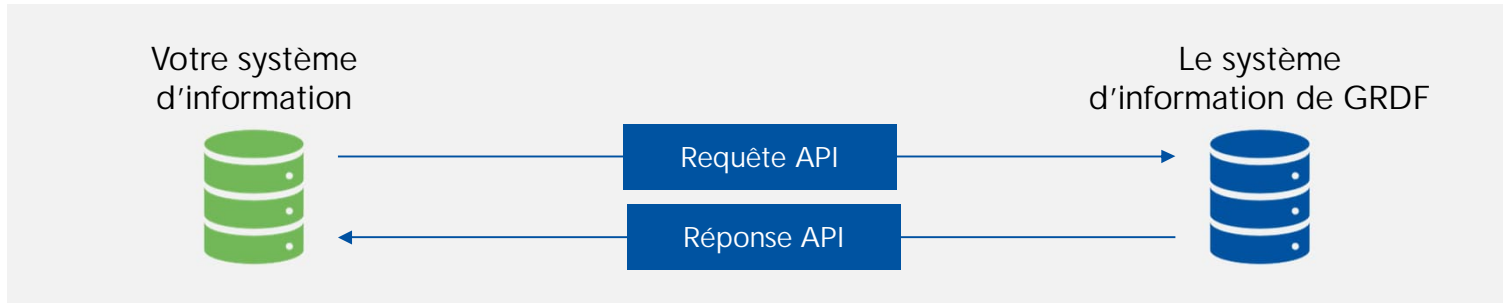 Votre système
d’information
Le système
d’information de GRDF
Requête API
Réponse API